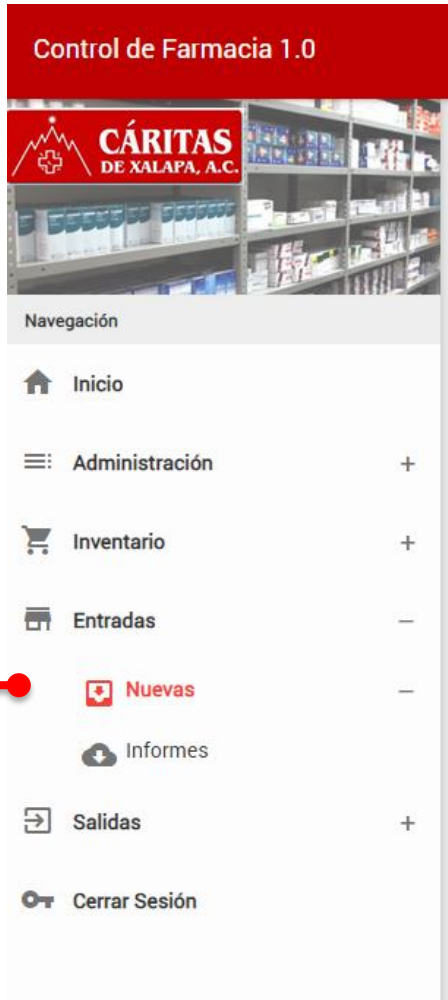 Control de Farmacia 1.0
CÁRITAS
DE XALAPA, A.C.
Navegación
Inicio
Administración +
Inventario +
Entradas −
Nuevas −
Informes
Salidas +
Cerrar Sesión